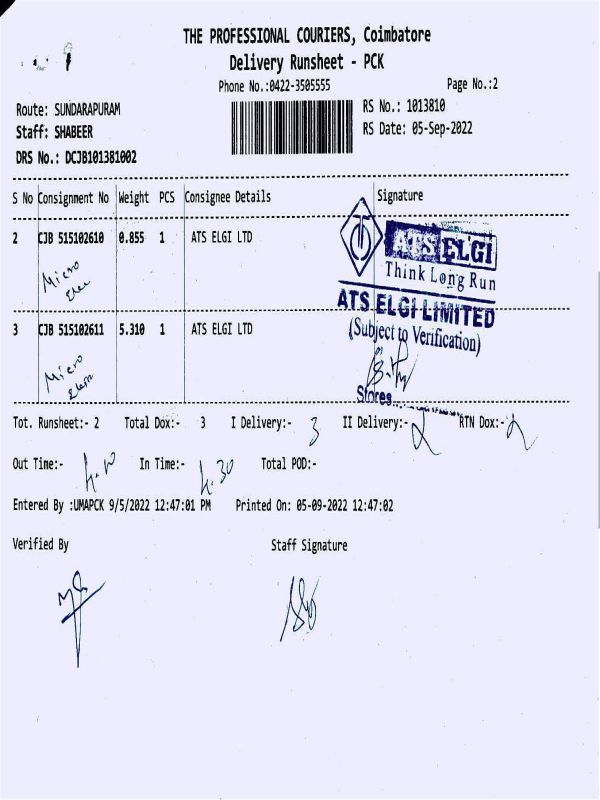 THE PROFESSIONAL COURIERS, Coimbatore
Delivery Runsheet - PCK
Phone No.:0422-3505555
Page No.:2
Route: SUNDARAPURAM
RS No.: 1013810
Staff: SHABEER
RS Date: 05-Sep-2022
DRS No.: DCJB101381002
S No Consignment No Weight PCS Consignee Details Signature
2 CJB 515102610 0.855 1 ATS ELGI LTD
Micro
ATS ELGI
Think Long Run
ATS ELGI LIMITED
(Subject to Verification)
Stores
3 CJB 515102611 5.310 1 ATS ELGI LTD
Micro
Tot. Runsheet:- 2 Total Dox:- 3 I Delivery:- 3 II Delivery:- RTN Dox:-
Out Time:- In Time:- 4.30 Total POD:-
Entered By :UMAPCK 9/5/2022 12:47:01 PM Printed On: 05-09-2022 12:47:02
Verified By Staff Signature